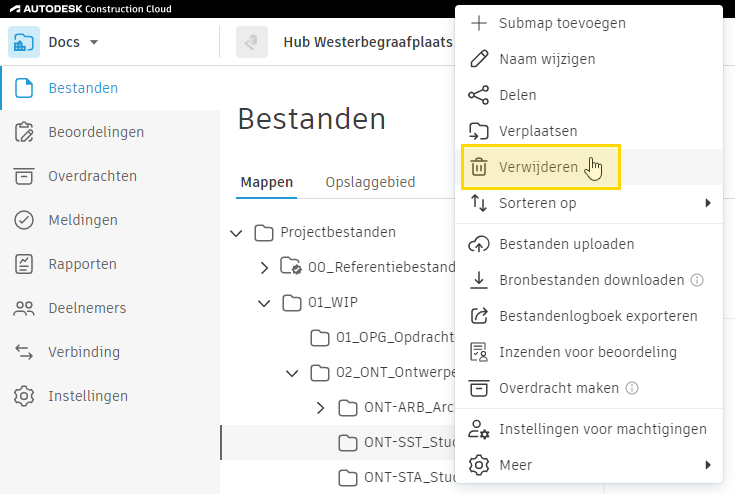 AUTODESK Construction Cloud
Docs
Hub Westerbegraafplaats
Bestanden
Beoordelingen
Overdrachten
Meldingen
Rapporten
Deelnemers
Verbinding
Instellingen
Bestanden
Mappen
Opslaggebied
Projectbestanden
00_Referentiebestand
01_WIP
01_OPG_Opdracht
02_ONT_Ontwerpe
ONT-ARB_Arc
ONT-SST_Stu
ONT-STA_Stu
Submap toevoegen
Naam wijzigen
Delen
Verplaatsen
Verwijderen
Sorteren op
Bestanden uploaden
Bronbestanden downloaden
Bestandenlogboek exporteren
Inzenden voor beoordeling
Overdracht maken
Instellingen voor machtigingen
Meer